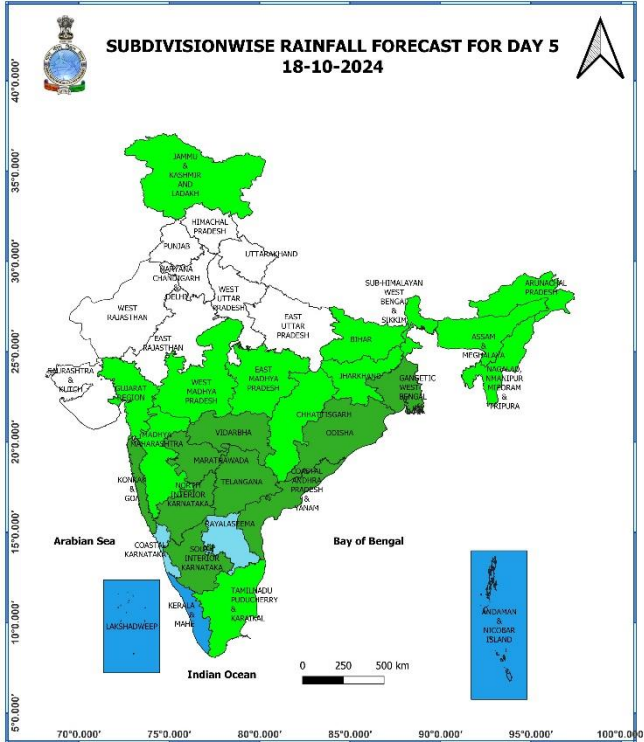 SUBDIVISIONWISE RAINFALL FORECAST FOR DAY 5
18-10-2024
40°0.000'
35°0.000'
30°0.000'
25°0.000'
20°0.000'
15°0.000'
10°0.000'
5°0.000'
JAMMU
&
KASHMIR
AND
LADAKH
HIMACHAL
PRADESH
PUNJAB
UTTARAKHAND
HARYANA
CHANDIGARH
&
DELHI
WEST
UTTAR
PRADESH
WEST
RAJASTHAN
EAST
RAJASTHAN
EAST
UTTAR
PRADESH
SUB-HIMALAYAN
WEST
BENGAL
&
SIKKIM
ARUNACHAL
PRADESH
ASSAM
&
MEGHALAYA
NAGALAD,
NMANIPUR
MIZORAM
&
TRIPURA
BIHAR
SAURASHTRA
&
KUTCH
GUJARAT
REGION
WEST
MADHYA
PRADESH
EAST
MADHYA
PRADESH
JHARKHAND
GANGETIC
WEST
BENGAL
CHHATTISGARH
ODISHA
MADHYA
MAHARASHTRA
VIDARBHA
MARATHWADA
TELANGANA
KONKAN
&
GOA
NORTH
INTERIOR
KARNATAKA
COASTAL
ANDHRA
PRADESH
&
YANAM
RAYALASEEMA
Arabian Sea
COASTAL
KARNATAKA
SOUTH
INTERIOR
KARNATAKA
Bay of Bengal
LAKSHADWEEP
KERALA
&
MAHE
TAMILNADU
PUDUCHERRY
&
KARAIKAL
ANDAMAN
&
NICOBAR
ISLAND
Indian Ocean
0 250 500 km
70°0.000' 75°0.000' 80°0.000' 85°0.000' 90°0.000' 95°0.000' 100°0.000'